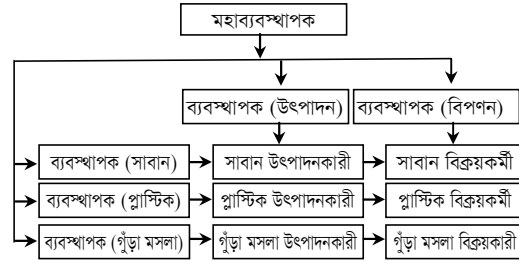 মহাব্যবস্থাপক
ব্যবস্থাপক (উৎপাদন) ব্যবস্থাপক (বিপণন)
ব্যবস্থাপক (সাবান) সাবান উৎপাদনকারী সাবান বিক্রয়কর্মী
ব্যবস্থাপক (প্লাস্টিক) প্লাস্টিক উৎপাদনকারী প্লাস্টিক বিক্রয়কর্মী
ব্যবস্থাপক (গুঁড়া মসলা) গুঁড়া মসলা উৎপাদনকারী গুঁড়া মসলা বিক্রয়কারী